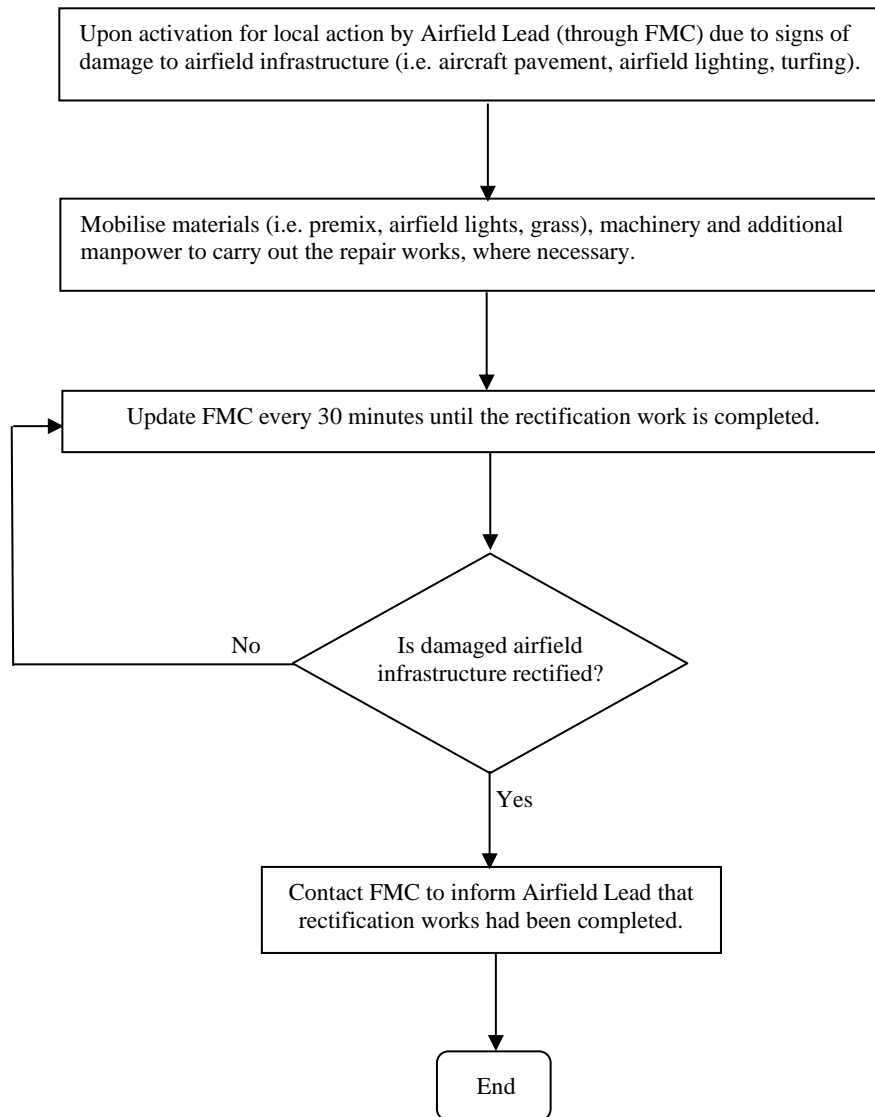 Upon activation for local action by Airfield Lead (through FMC) due to signs of
damage to airfield infrastructure (i.e. aircraft pavement, airfield lighting, turfing).
Mobilise materials (i.e. premix, airfield lights, grass), machinery and additional
manpower to carry out the repair works, where necessary.
Update FMC every 30 minutes until the rectification work is completed.
No
Is damaged airfield
infrastructure rectified?
Yes
Contact FMC to inform Airfield Lead that
rectification works had been completed.
End